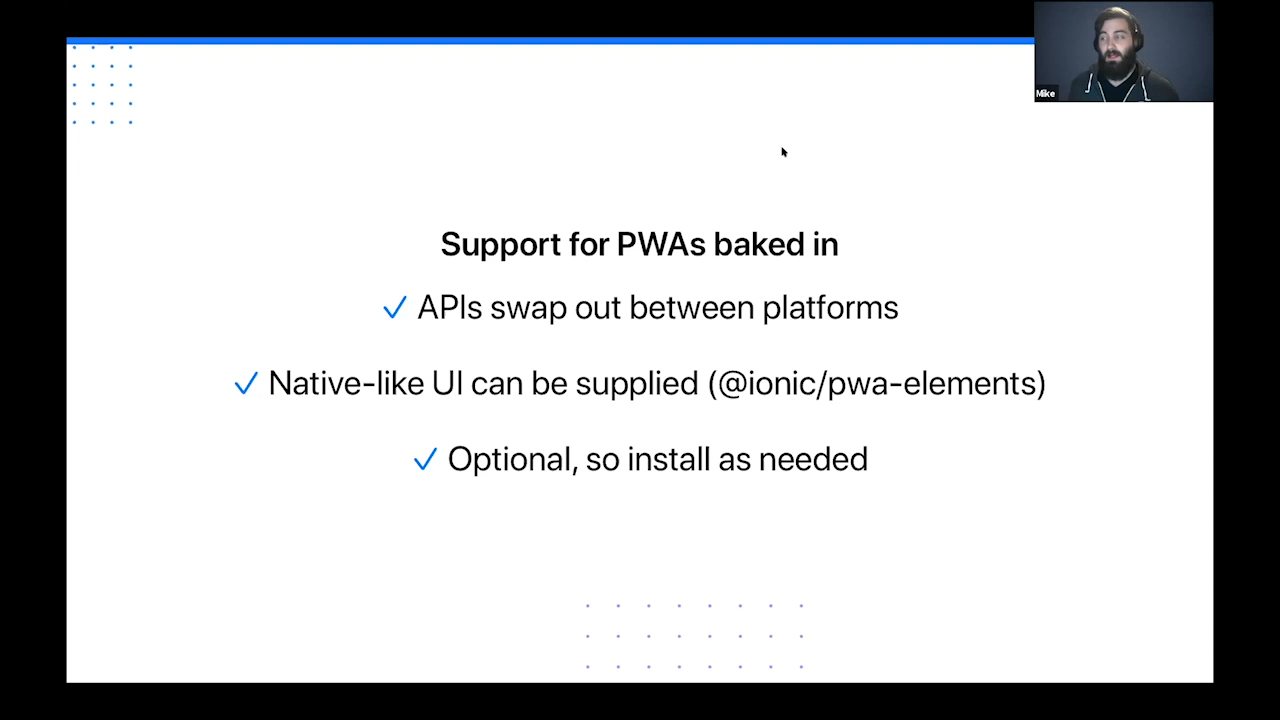 Mike
Support for PWAs baked in
✓ APIs swap out between platforms
✓ Native-like UI can be supplied (@ionic/pwa-elements)
✓ Optional, so install as needed